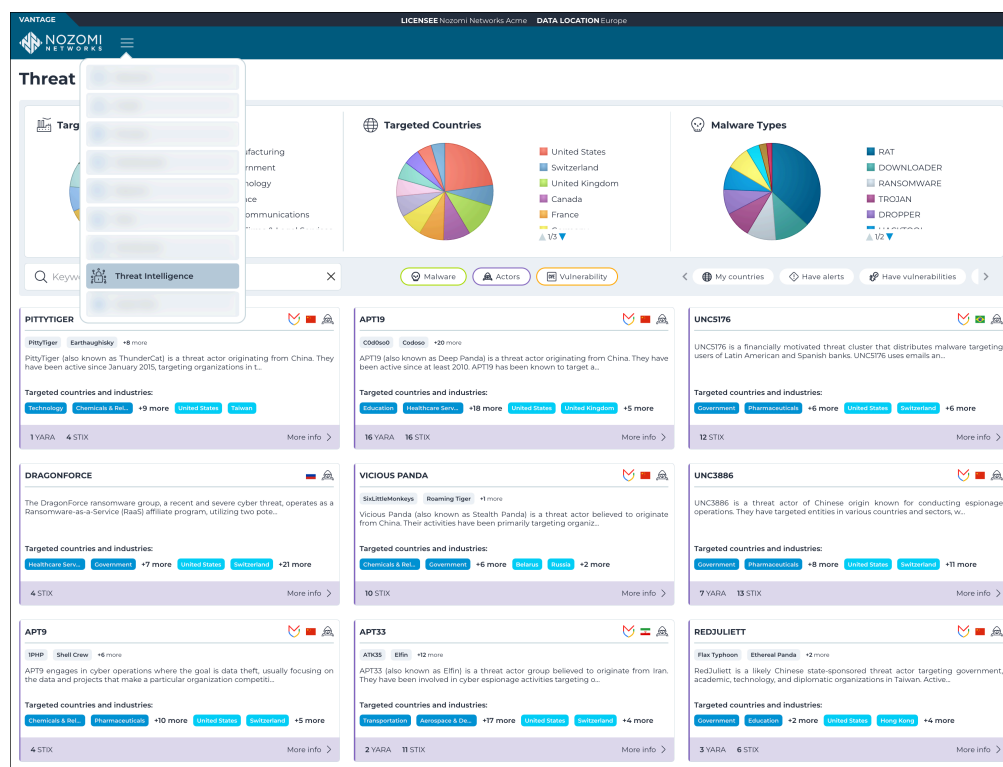 VANTAGE
LICENSEE Nozomi Networks Acme DATA LOCATION Europe
NOZOMI
NETWORKS
Threat
Targ
ufacturing
Targeted Countries
United States
Switzerland
United Kingdom
Canada
France
1/3
Malware Types
RAT
DOWNLOADER
RANSOMWARE
TROJAN
DROPPER
1/2
Threat Intelligence
Keywo
Malware
Actors
Vulnerability
My countries
Have alerts
Have vulnerabilities
PITTYTIGER
PittyTiger Earthaughisky +8 more
PittyTiger (also known as ThunderCat) is a threat actor originating from China. They
have been active since January 2015, targeting organizations in t...
Targeted countries and industries:
Technology Chemicals & Rel... +9 more United States Taiwan
1 YARA 4 STIX More info
APT19
C0d0so0 Codoso +20 more
APT19 (also known as Deep Panda) is a threat actor originating from China. They have
been active since at least 2010. APT19 has been known to target a...
Targeted countries and industries:
Education Healthcare Serv... +18 more United States United Kingdom +5 more
16 YARA 16 STIX More info
UNC5176
UNC5176 is a financially motivated threat cluster that distributes malware targeting
users of Latin American and Spanish banks. UNC5176 uses emails an...
Targeted countries and industries:
Government Pharmaceuticals +6 more United States Switzerland +6 more
12 STIX More info
DRAGONFORCE
The DragonForce ransomware group, a recent and severe cyber threat, operates as a
Ransomware-as-a-Service (RaaS) affiliate program, utilizing two pote...
Targeted countries and industries:
Healthcare Serv... Government +7 more United States Switzerland +21 more
4 STIX More info
VICIOUS PANDA
SixLittleMonkeys Roaming Tiger +1 more
Vicious Panda (also known as Stealth Panda) is a threat actor believed to originate
from China. Their activities have been primarily targeting organiz...
Targeted countries and industries:
Chemicals & Rel... Government +6 more Belarus Russia +2 more
10 STIX More info
UNC3886
UNC3886 is a threat actor of Chinese origin known for conducting espionage
operations. They have targeted entities in various countries and sectors, w...
Targeted countries and industries:
Government Pharmaceuticals +8 more United States Switzerland +11 more
7 YARA 13 STIX More info
APT9
1PHP Shell Crew +6 more
APT9 engages in cyber operations where the goal is data theft, usually focusing on
the data and projects that make a particular organization competiti...
Targeted countries and industries:
Chemicals & Rel... Pharmaceuticals +10 more United States Switzerland +5 more
4 STIX More info
APT33
ATK35 Elfin +12 more
APT33 (also known as Elfin) is a threat actor group believed to originate from Iran.
They have been involved in cyber espionage activities targeting o...
Targeted countries and industries:
Transportation Aerospace & De... +17 more United States Switzerland +4 more
2 YARA 11 STIX More info
REDJULIETT
Flax Typhoon Ethereal Panda +2 more
RedJuliett is a likely Chinese state-sponsored threat actor targeting government,
academic, technology, and diplomatic organizations in Taiwan. Active...
Targeted countries and industries:
Government Education +2 more United States Hong Kong +4 more
3 YARA 6 STIX More info